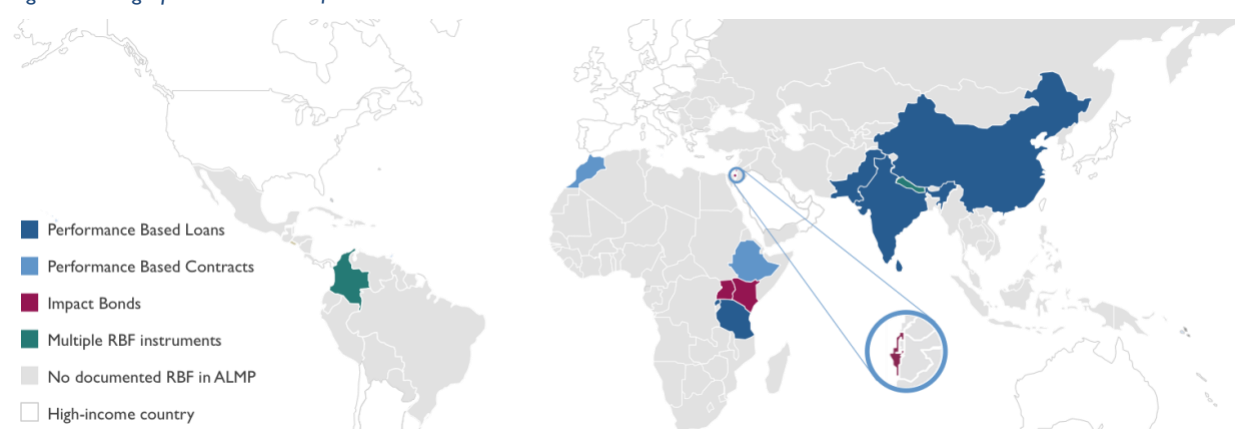 Performance Based Loans
Performance Based Contracts
Impact Bonds
Multiple RBF instruments
No documented RBF in ALMP
High-income country